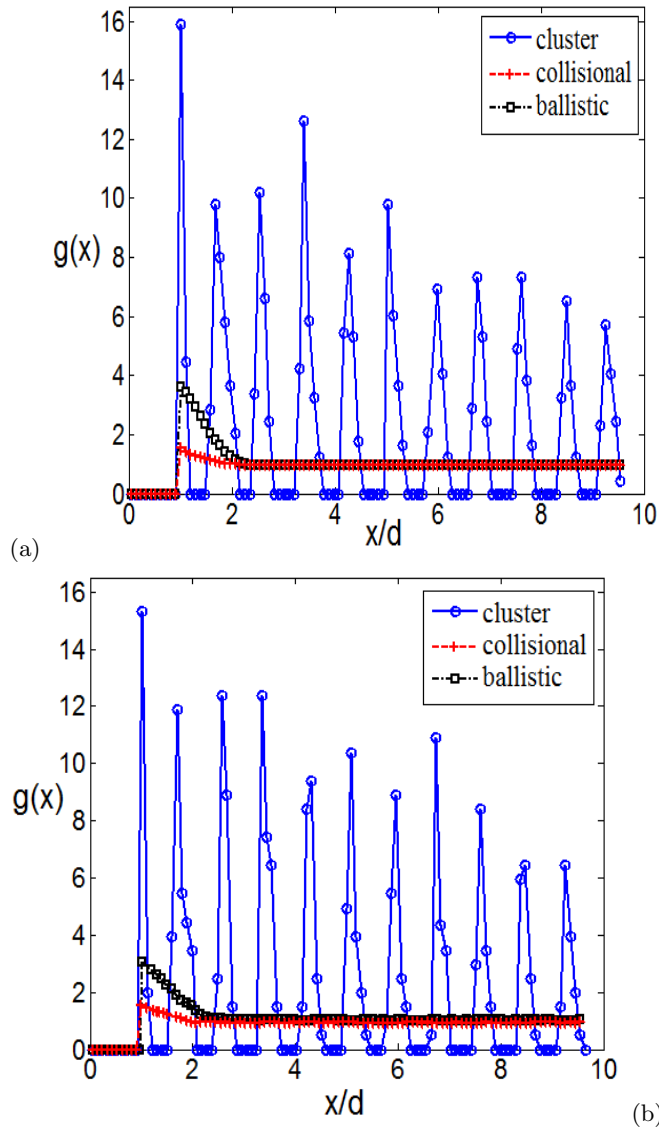 16
14
12
10
8
6
4
2
0
g(x)
cluster
collisional
ballistic
0 2 4 6 8 10
x/d
(a)
16
14
12
10
8
6
4
2
0
g(x)
cluster
collisional
ballistic
0 2 4 6 8 10
x/d
(b)